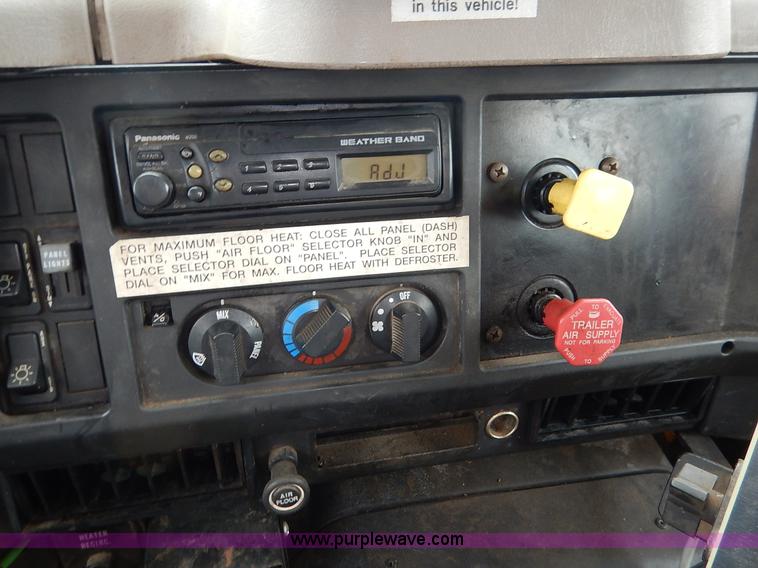 in this vehicle!
Panasonic
WEATHER BAND
AdJ
FOR MAXIMUM FLOOR HEAT: CLOSE ALL PANEL (DASH)
VENTS, PUSH "AIR FLOOR" SELECTOR KNOB "IN" AND
PLACE SELECTOR DIAL ON "PANEL". PLACE SELECTOR
DIAL ON "MIX" FOR MAX. FLOOR HEAT WITH DEFROSTER.
PANEL
LIGHTS
MIX
PANEL
OFF
PULL TO
TRAILER
AIR SUPPLY
NOT FOR PARKING
PUSH TO SUPPLY
AIR
FLOOR
HEATER
www.purplewave.com